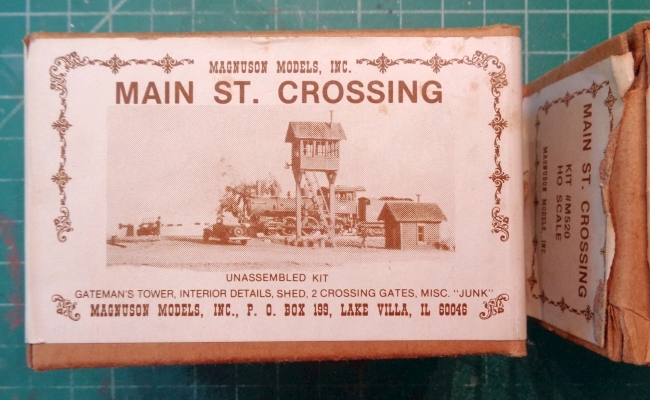 MAGNUSON MODELS, INC.
MAIN ST. CROSSING
UNASSEMBLED KIT
GATEMAN'S TOWER, INTERIOR DETAILS, SHED, 2 CROSSING GATES, MISC. "JUNK"
MAGNUSON MODELS, INC., P. O. BOX 199, LAKE VILLA, IL 60046
MAIN ST. CROSSING
KIT #M520
HO SCALE
MAGNUSON MODELS, INC.